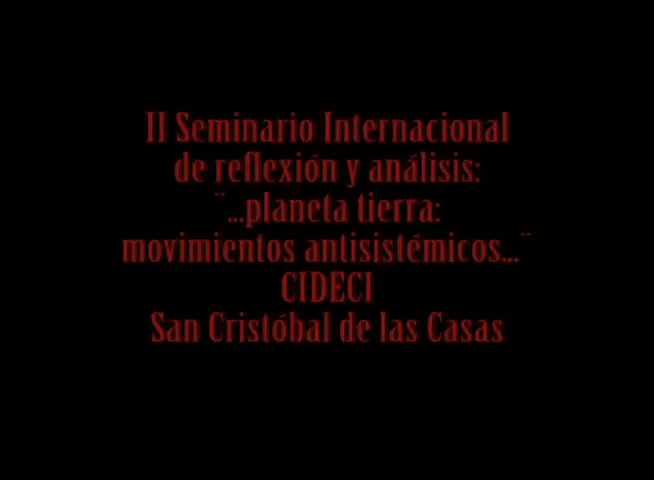 II Seminario Internacional
de reflexión y análisis:
¨...planeta tierra:
movimientos antisistémicos...¨
CIDECI
San Cristóbal de las Casas